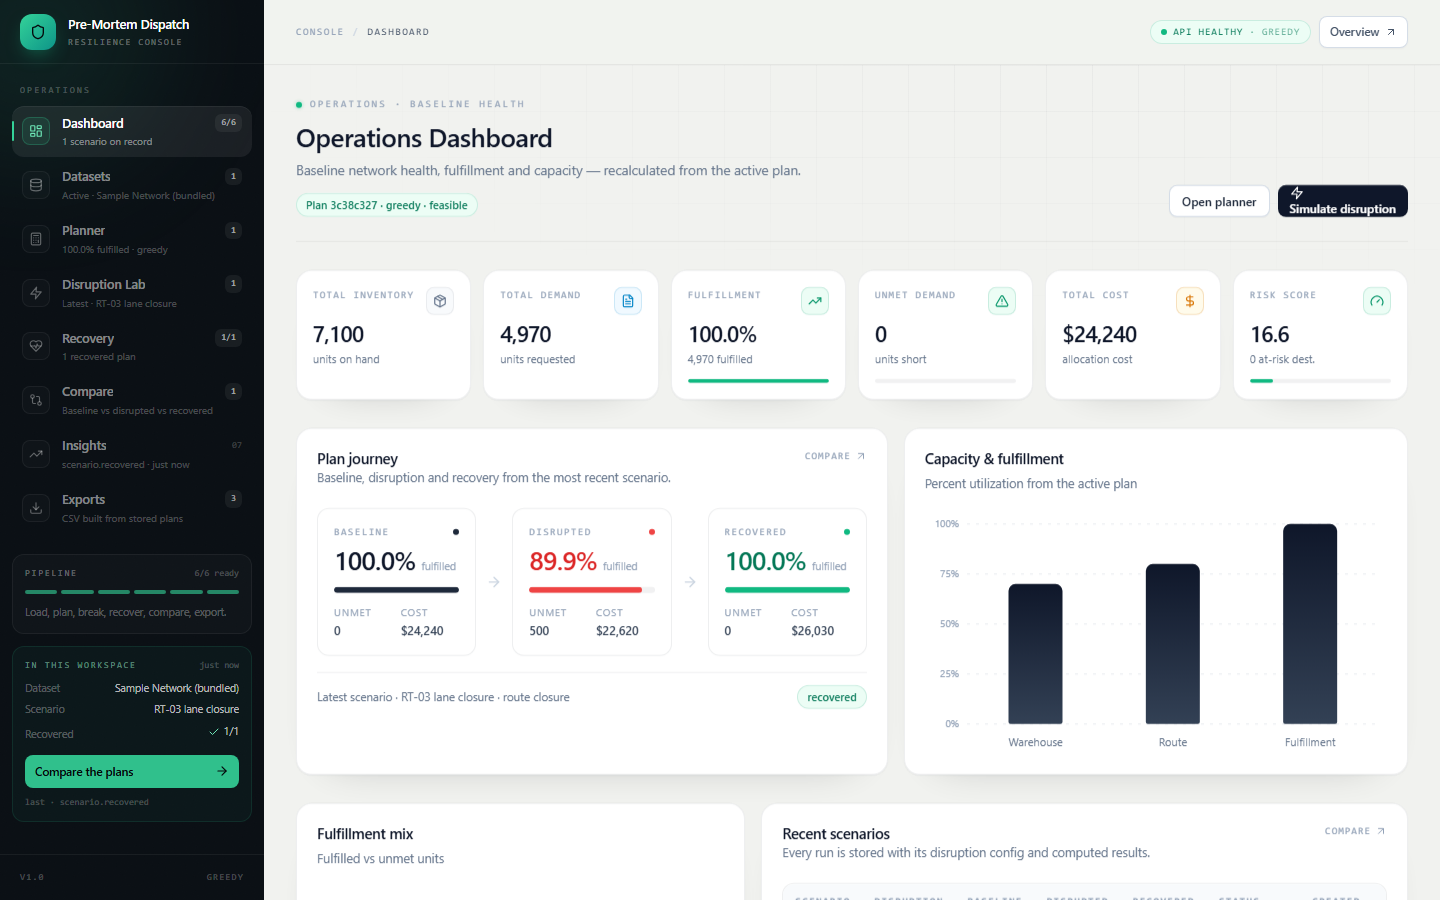 Pre-Mortem Dispatch
RESILIENCE CONSOLE
OPERATIONS
Dashboard
6/6
1 scenario on record
Datasets
1
Active · Sample Network (bundled)
Planner
1
100.0% fulfilled · greedy
Disruption Lab
1
Latest · RT-03 lane closure
Recovery
1/1
1 recovered plan
Compare
1
Baseline vs disrupted vs recovered
Insights
07
scenario.recovered · just now
Exports
3
CSV built from stored plans
PIPELINE
6/6 ready
Load, plan, break, recover, compare, export.
IN THIS WORKSPACE
just now
Dataset
Sample Network (bundled)
Scenario
RT-03 lane closure
Recovered
1/1
Compare the plans
last · scenario.recovered
V1.0
GREEDY
CONSOLE / DASHBOARD
API HEALTHY · GREEDY
Overview
OPERATIONS · BASELINE HEALTH
Operations Dashboard
Baseline network health, fulfillment and capacity — recalculated from the active plan.
Plan 3c38c327 · greedy · feasible
Open planner
Simulate disruption
TOTAL INVENTORY
7,100
units on hand
TOTAL DEMAND
4,970
units requested
FULFILLMENT
100.0%
4,970 fulfilled
UNMET DEMAND
0
units short
TOTAL COST
$24,240
allocation cost
RISK SCORE
16.6
0 at-risk dest.
Plan journey
COMPARE
Baseline, disruption and recovery from the most recent scenario.
BASELINE
100.0% fulfilled
UNMET
COST
0
$24,240
DISRUPTED
89.9% fulfilled
UNMET
COST
500
$22,620
RECOVERED
100.0% fulfilled
UNMET
COST
0
$26,030
Latest scenario · RT-03 lane closure · route closure
recovered
Capacity & fulfillment
Percent utilization from the active plan
100%
75%
50%
25%
0%
Warehouse
Route
Fulfillment
Fulfillment mix
Fulfilled vs unmet units
Recent scenarios
COMPARE
Every run is stored with its disruption config and computed results.
SCENARIO
DISRUPTION
BASELINE
DISRUPTED
RECOVERED
STATUS
CREATED